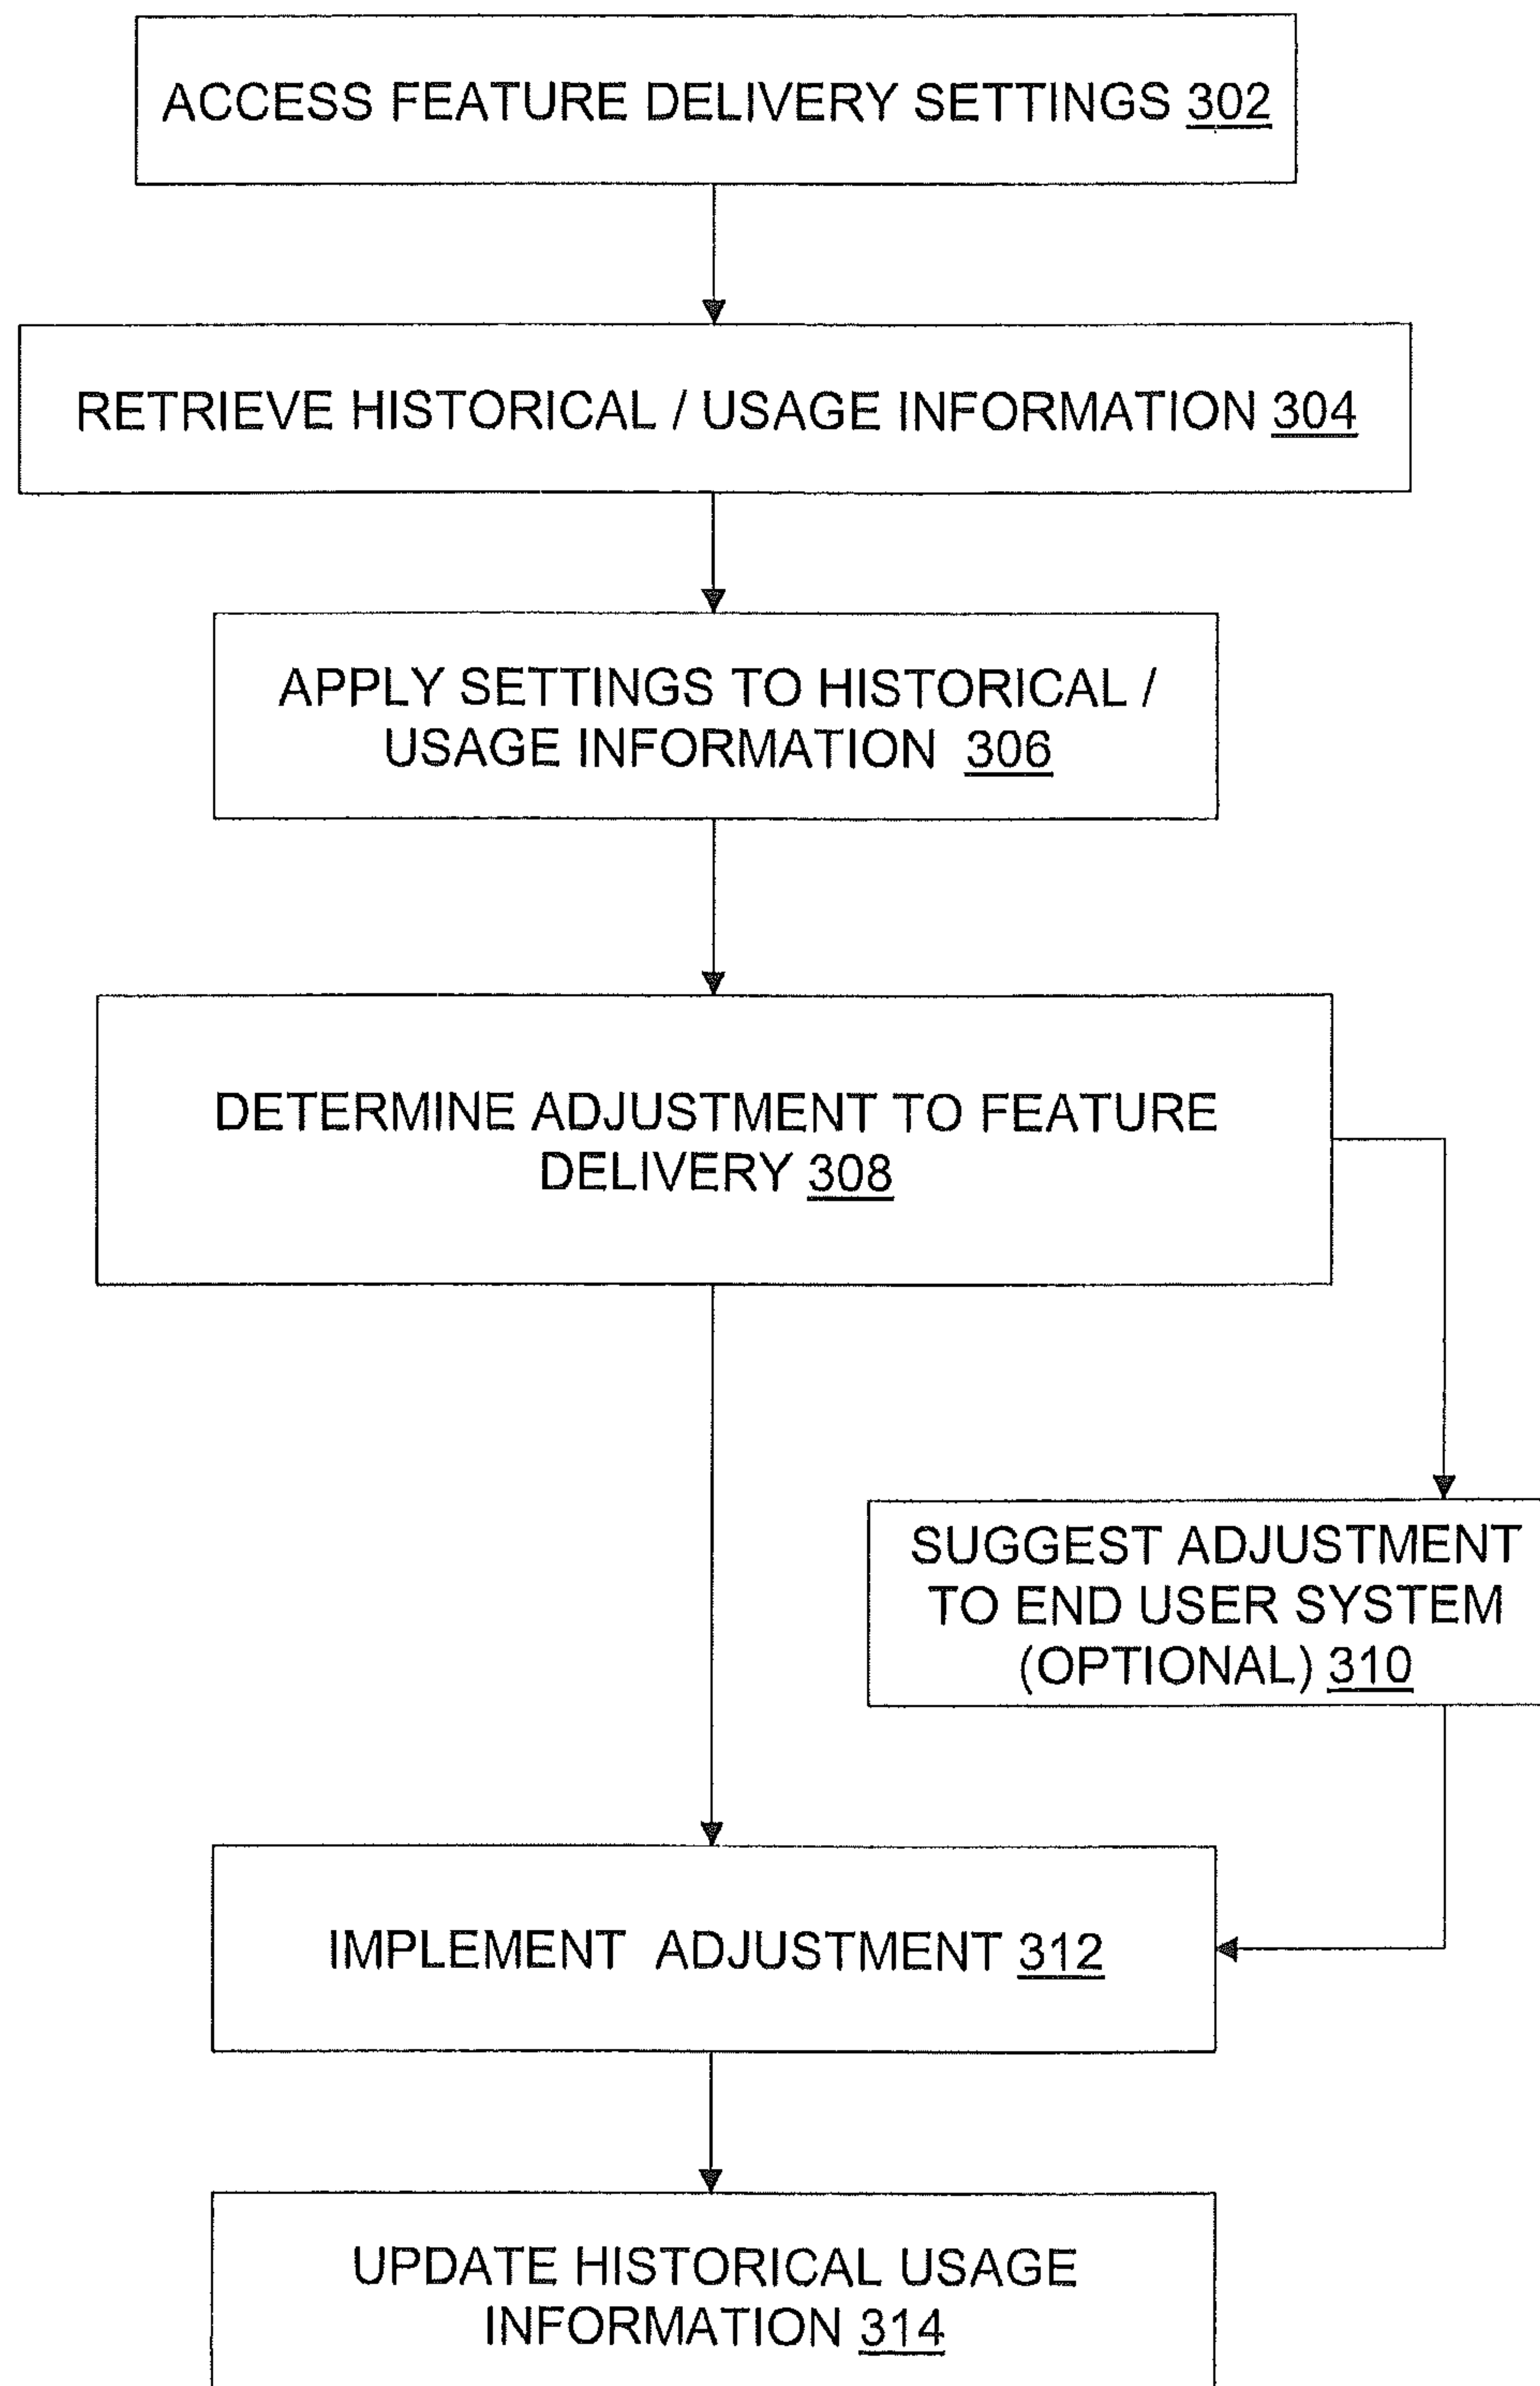 ACCESS FEATURE DELIVERY SETTINGS 302
RETRIEVE HISTORICAL / USAGE INFORMATION 304
APPLY SETTINGS TO HISTORICAL /
USAGE INFORMATION 306
DETERMINE ADJUSTMENT TO FEATURE
DELIVERY 308
SUGGEST ADJUSTMENT
TO END USER SYSTEM
(OPTIONAL) 310
IMPLEMENT ADJUSTMENT 312
UPDATE HISTORICAL USAGE
INFORMATION 314